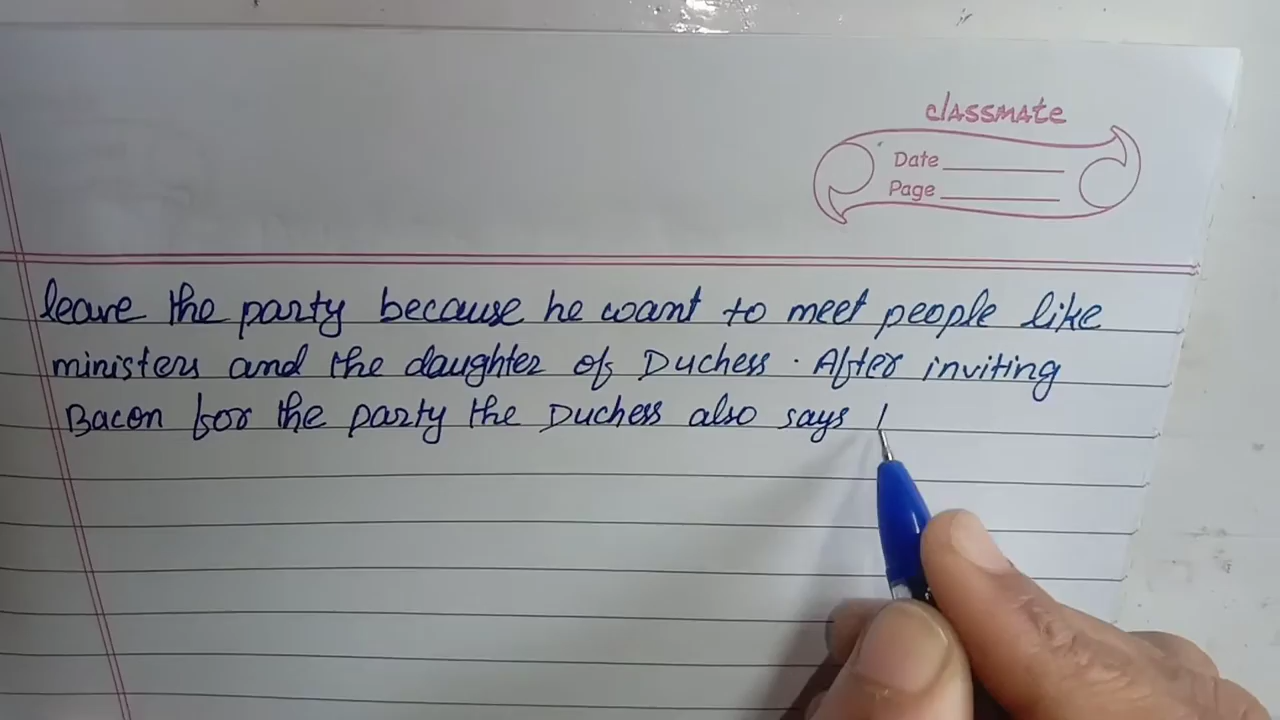 classmate
Date
Page
leave the party because he want to meet people like
ministers and the daughter of Duchess. After inviting
Bacon for the party the Duchess also says